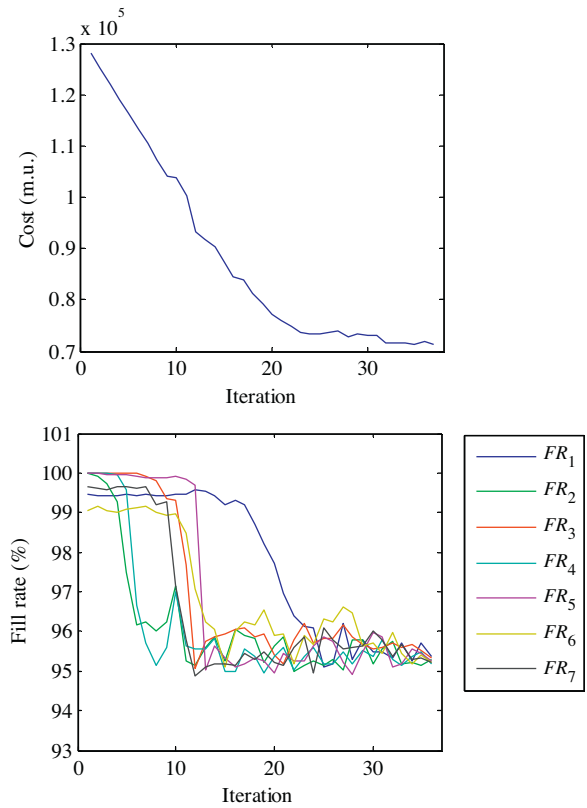 x 10^5
1.3
1.2
1.1
1
0.9
0.8
0.7
Cost (m.u.)
0 10 20 30
Iteration
101
100
99
98
97
96
95
94
93
Fill rate (%)
0 10 20 30
Iteration
FR1
FR2
FR3
FR4
FR5
FR6
FR7